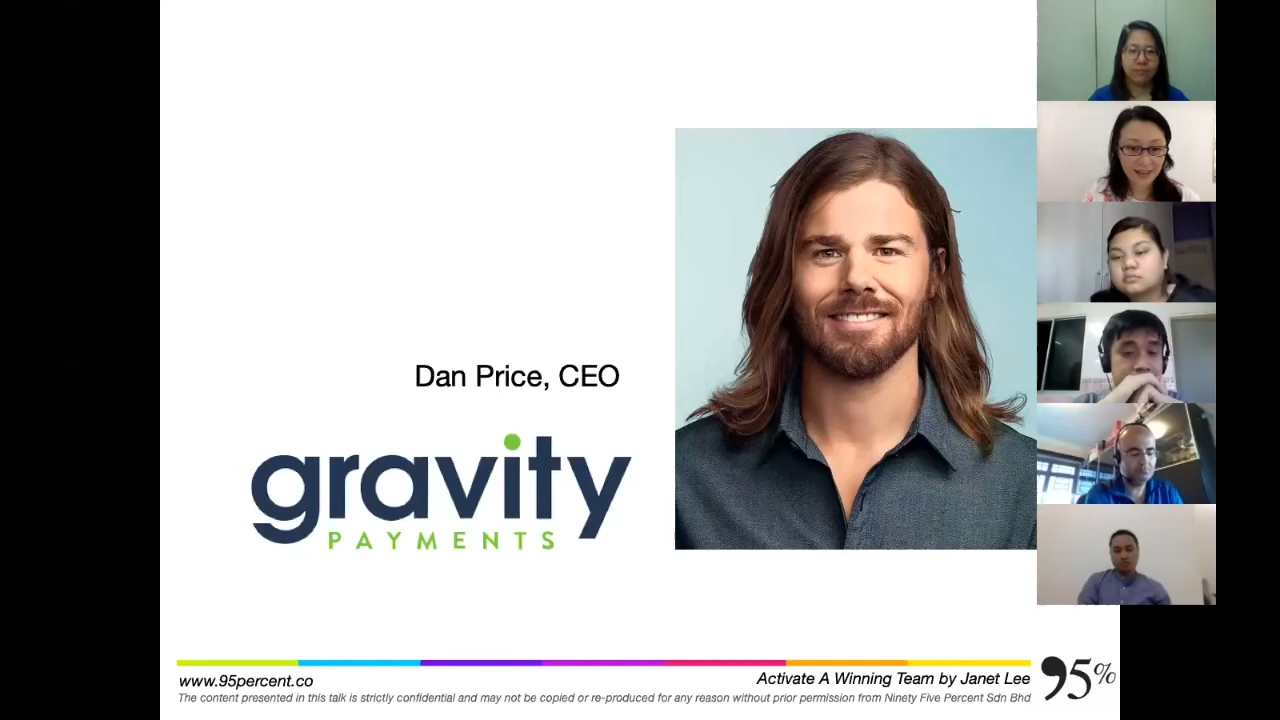 Dan Price, CEO
gravity
PAYMENTS
www.95percent.co
Activate A Winning Team by Janet Lee
The content presented in this talk is strictly confidential and may not be copied or re-produced for any reason without prior permission from Ninety Five Percent Sdn Bhd
95%